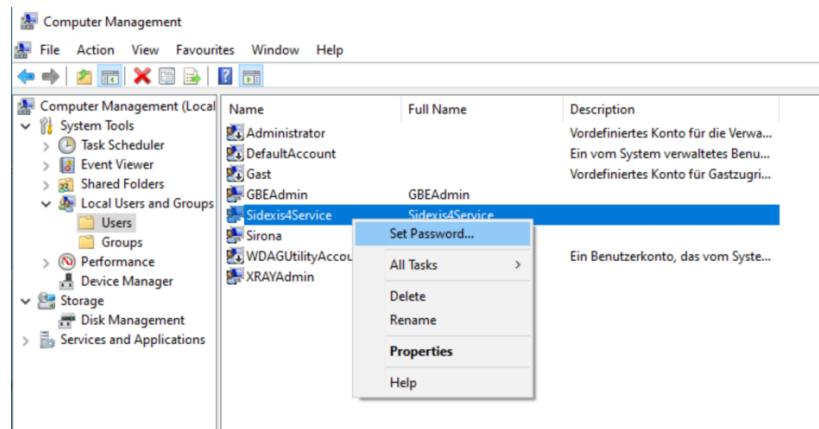 Computer Management
File Action View Favourites Window Help
Computer Management (Local
System Tools
Task Scheduler
Event Viewer
Shared Folders
Local Users and Groups
Users
Groups
Performance
Device Manager
Storage
Disk Management
Services and Applications
Name Full Name Description
Administrator Vordefiniertes Konto für die Verwa...
DefaultAccount Ein vom System verwaltetes Benu...
Gast Vordefiniertes Konto für Gastzugri...
GBEAdmin GBEAdmin
Sidexis4Service Sidexis4Service
Sirona
WDAGUtilityAccou Ein Benutzerkonto, das vom Syste...
XRAYAdmin
Set Password...
All Tasks
Delete
Rename
Properties
Help